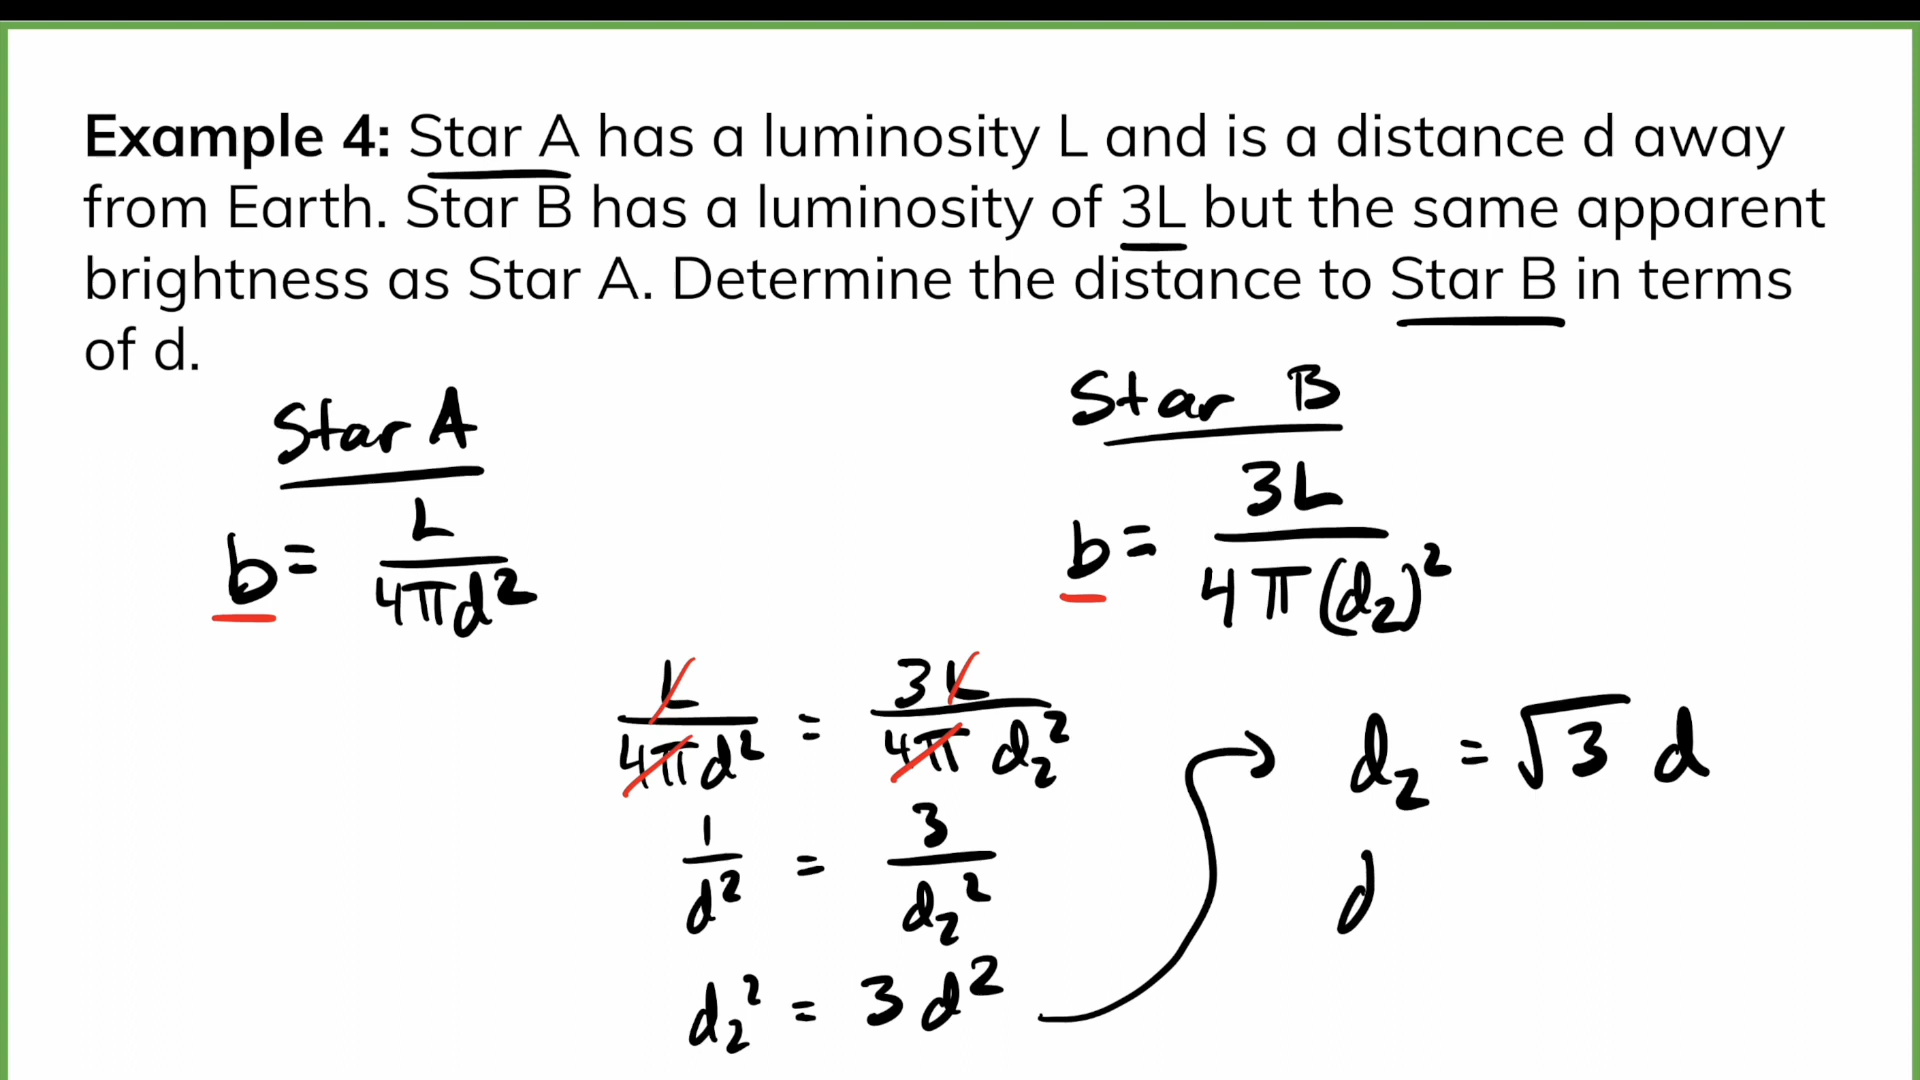 Example 4: Star A has a luminosity L and is a distance d away
from Earth. Star B has a luminosity of 3L but the same apparent
brightness as Star A. Determine the distance to Star B in terms
of d.
Star A
b = L / 4πd²
Star B
b = 3L / 4π(d₂)²
L / 4πd² = 3L / 4π d₂²
1 / d² = 3 / d₂²
d₂² = 3d²
d₂ = √3 d
d